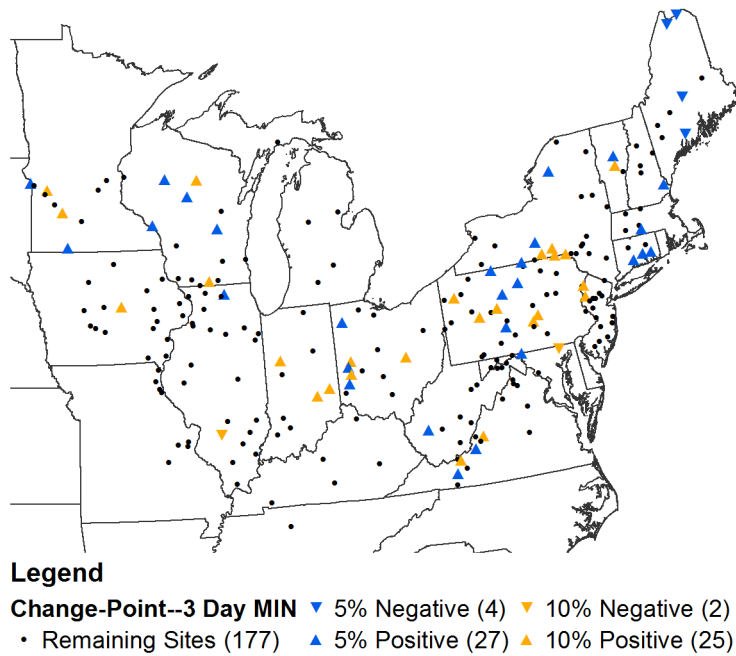 Legend
Change-Point--3 Day MIN ▼ 5% Negative (4) ▼ 10% Negative (2)
• Remaining Sites (177) ▲ 5% Positive (27) ▲ 10% Positive (25)